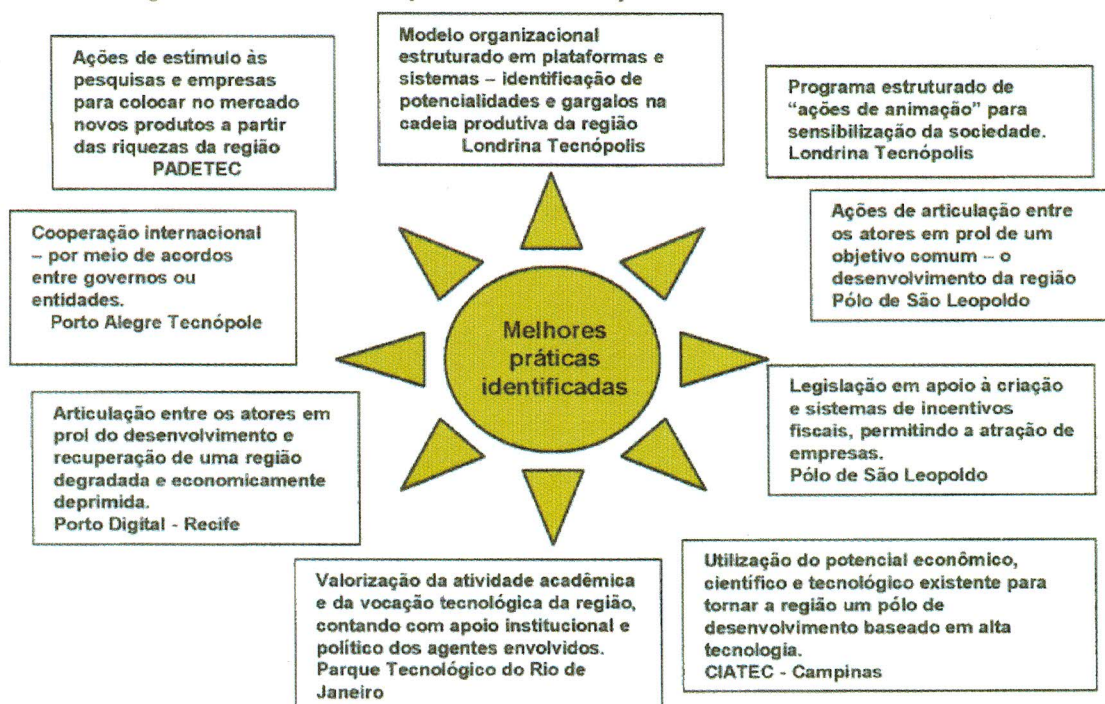 Ações de estímulo às
pesquisas e empresas
para colocar no mercado
novos produtos a partir
das riquezas da região
PADETEC
Modelo organizacional
estruturado em plataformas e
sistemas – identificação de
potencialidades e gargalos na
cadeia produtiva da região
Londrina Tecnópolis
Programa estruturado de
“ações de animação” para
sensibilização da sociedade.
Londrina Tecnópolis
Cooperação internacional
– por meio de acordos
entre governos ou
entidades.
Porto Alegre Tecnópole
Ações de articulação entre
os atores em prol de um
objetivo comum – o
desenvolvimento da região
Pólo de São Leopoldo
Melhores
práticas
identificadas
Articulação entre os atores em
prol do desenvolvimento e
recuperação de uma região
degradada e economicamente
deprimida.
Porto Digital - Recife
Legislação em apoio à criação
e sistemas de incentivos
fiscais, permitindo a atração de
empresas.
Pólo de São Leopoldo
Valorização da atividade acadêmica
e da vocação tecnológica da região,
contando com apoio institucional e
político dos agentes envolvidos.
Parque Tecnológico do Rio de
Janeiro
Utilização do potencial econômico,
científico e tecnológico existente para
tornar a região um pólo de
desenvolvimento baseado em alta
tecnologia.
CIATEC - Campinas